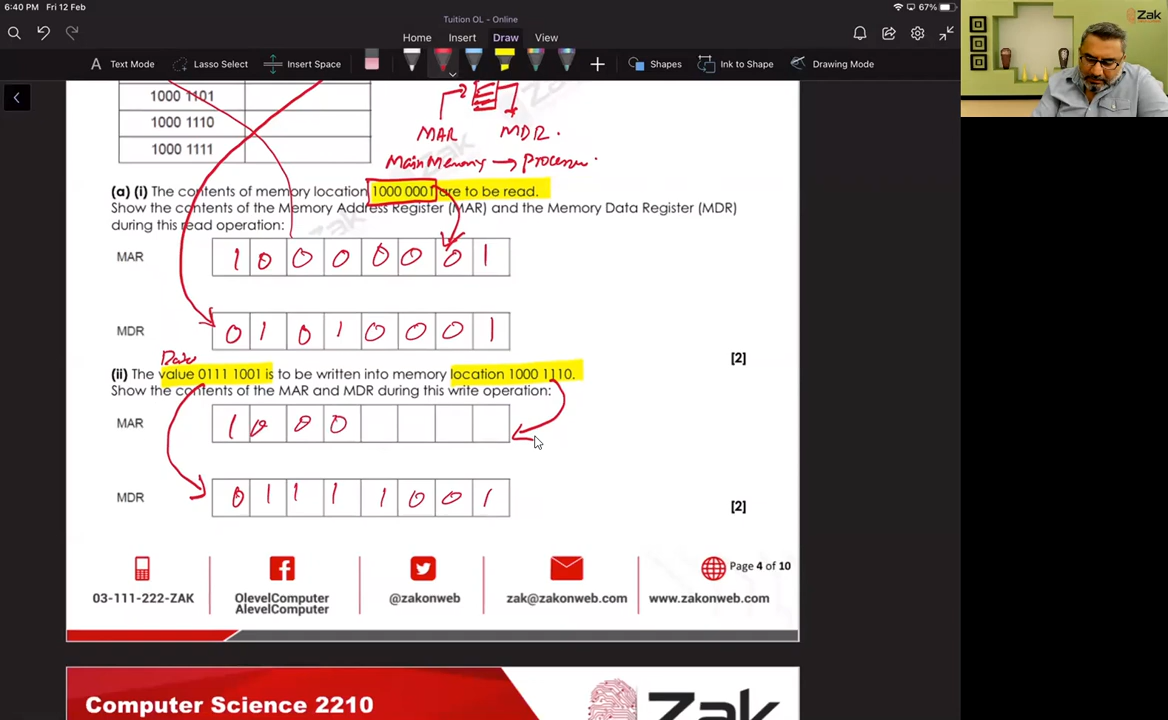 6:40 PM Fri 12 Feb
67%
Tuition OL - Online
Zak
Home Insert Draw View
Text Mode Lasso Select Insert Space Shapes Ink to Shape Drawing Mode
1000 1101
1000 1110
1000 1111
MAR MDR.
Main Memory → Processor.
(a) (i) The contents of memory location 1000 0001 are to be read.
Show the contents of the Memory Address Register (MAR) and the Memory Data Register (MDR)
during this read operation:
MAR 1 0 0 0 0 0 0 1
MDR 0 1 0 1 0 0 0 1
[2]
Data
(ii) The value 0111 1001 is to be written into memory location 1000 1110.
Show the contents of the MAR and MDR during this write operation:
MAR 1 0 0 0
MDR 0 1 1 1 1 0 0 1
[2]
Page 4 of 10
03-111-222-ZAK
OlevelComputer
AlevelComputer
@zakonweb
zak@zakonweb.com
www.zakonweb.com
Computer Science 2210
Zak